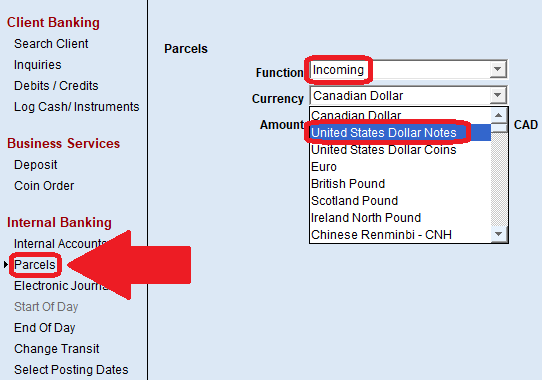 Client Banking
Search Client
Inquiries
Debits / Credits
Log Cash/ Instruments
Business Services
Deposit
Coin Order
Internal Banking
Internal Accounts
Parcels
Electronic Journal
Start Of Day
End Of Day
Change Transit
Select Posting Dates
Parcels
Function Incoming
Currency Canadian Dollar
Amount CAD
Canadian Dollar
United States Dollar Notes
United States Dollar Coins
Euro
British Pound
Scotland Pound
Ireland North Pound
Chinese Renminbi - CNH